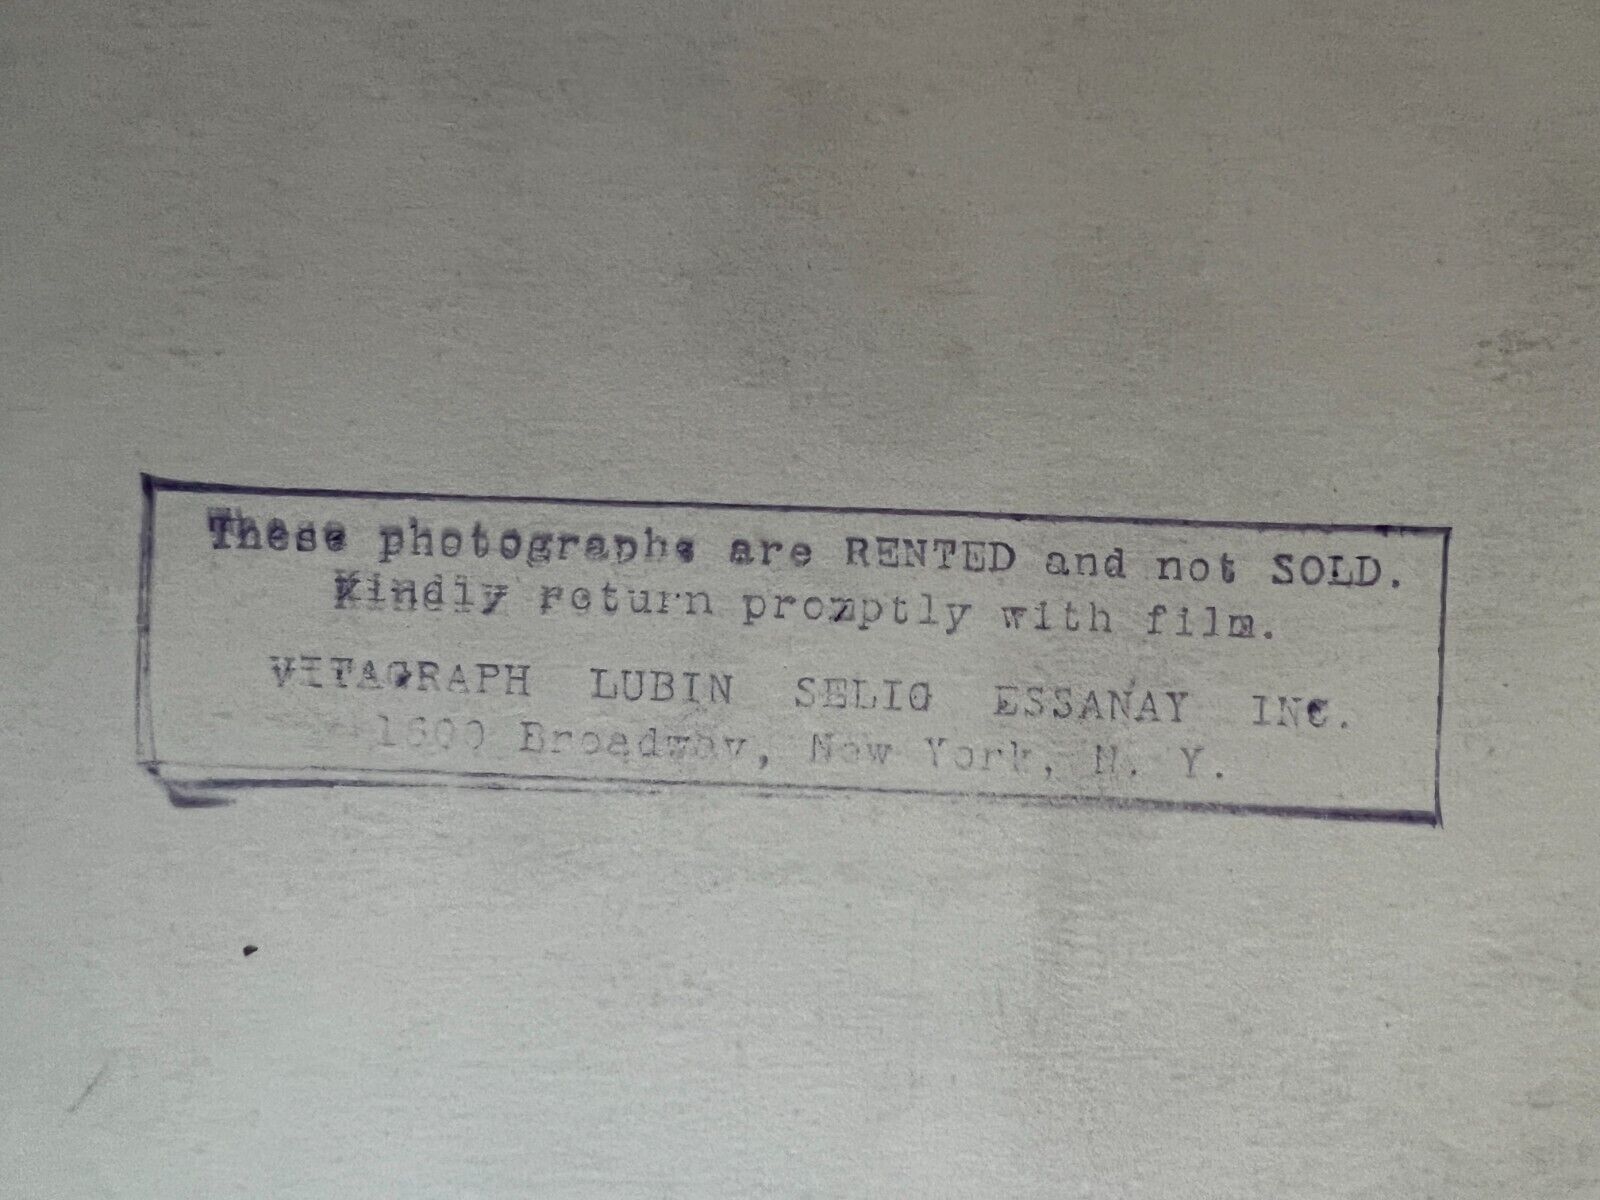 These photographs are RENTED and not SOLD.
Kindly return promptly with film.
VITAGRAPH LUBIN SELIG ESSANAY INC.
1600 Broadway, New York, N. Y.